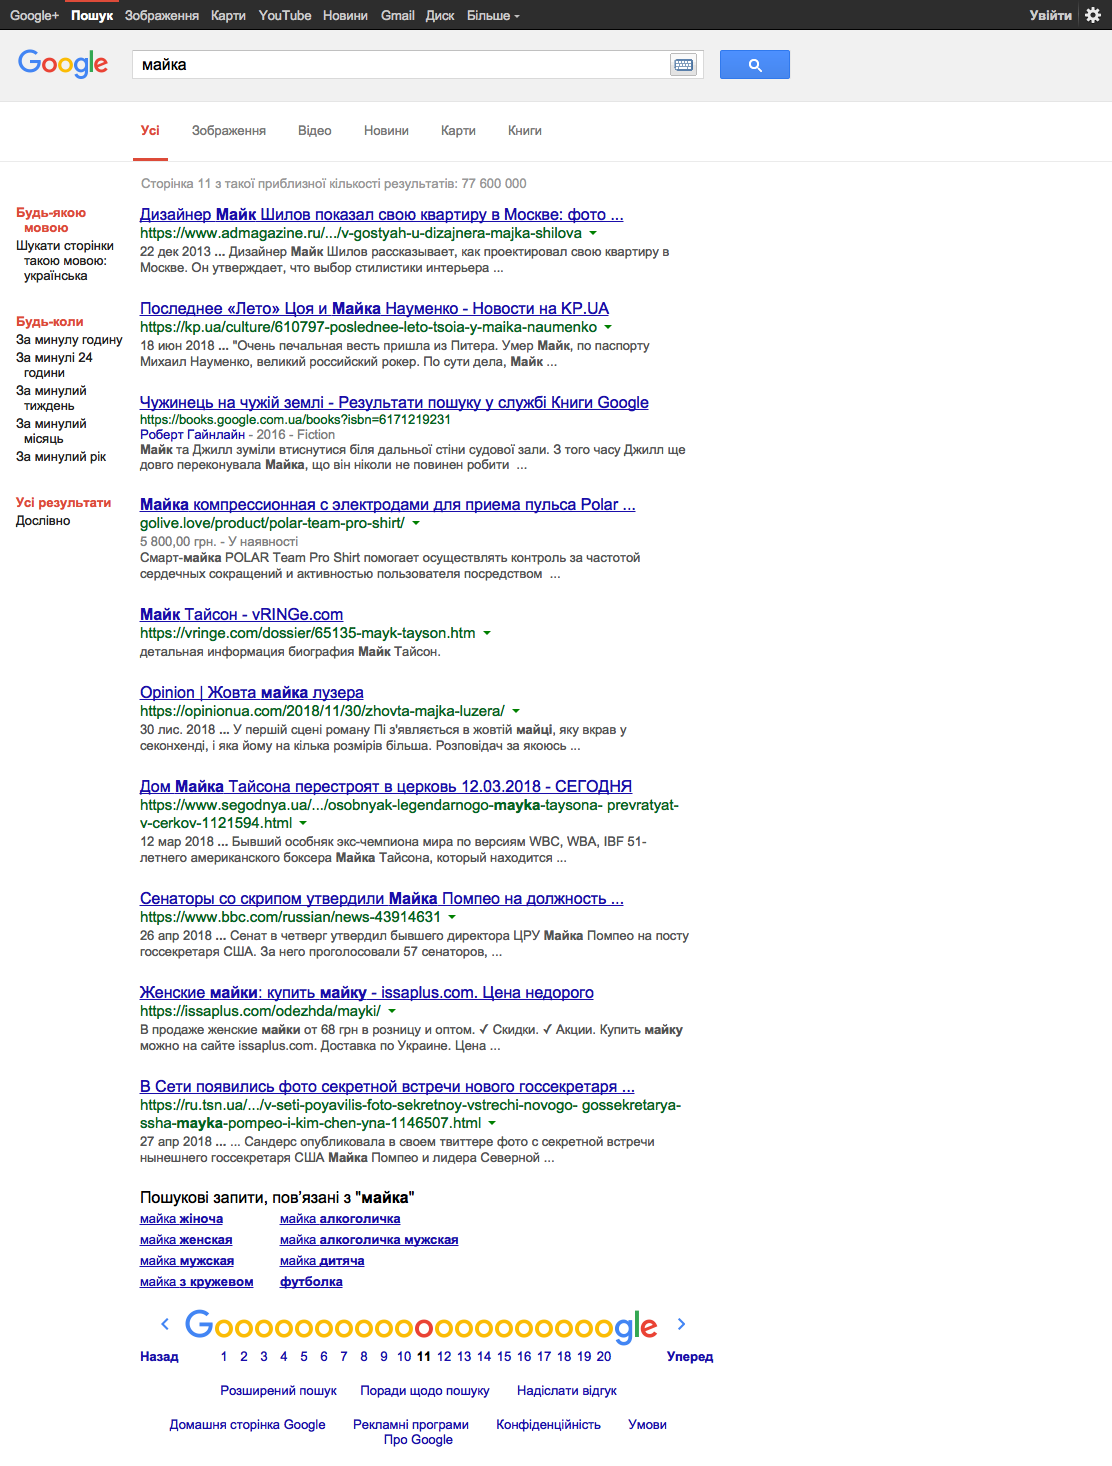 Google+ Пошук Зображення Карти YouTube Новини Gmail Диск Більше Увійти
Google майка
Усі Зображення Відео Новини Карти Книги
Сторінка 11 з такої приблизної кількості результатів: 77 600 000
Будь-якою
мовою
Шукати сторінки
такою мовою:
українська
Будь-коли
За минулу годину
За минулі 24
години
За минулий
тиждень
За минулий
місяць
За минулий рік
Усі результати
Дослівно
Дизайнер Майк Шилов показал свою квартиру в Москве: фото ...
https://www.admagazine.ru/.../v-gostyah-u-dizajnera-majka-shilova
22 дек 2013 ... Дизайнер Майк Шилов рассказывает, как проектировал свою квартиру в
Москве. Он утверждает, что выбор стилистики интерьера ...
Последнее «Лето» Цоя и Майка Науменко - Новости на KP.UA
https://kp.ua/culture/610797-poslednee-leto-tsoia-y-maika-naumenko
18 июн 2018 ... "Очень печальная весть пришла из Питера. Умер Майк, по паспорту
Михаил Науменко, великий российский рокер. По сути дела, Майк ...
Чужинець на чужій землі - Результати пошуку у службі Книги Google
https://books.google.com.ua/books?isbn=6171219231
Роберт Гайнлайн - 2016 - Fiction
Майк та Джилл зуміли втиснутися біля дальньої стіни судової зали. З того часу Джилл ще
довго переконувала Майка, що він ніколи не повинен робити ...
Майка компрессионная с электродами для приема пульса Polar ...
golive.love/product/polar-team-pro-shirt/
5 800,00 грн. - У наявності
Смарт-майка POLAR Team Pro Shirt помогает осуществлять контроль за частотой
сердечных сокращений и активностью пользователя посредством ...
Майк Тайсон - vRINGe.com
https://vringe.com/dossier/65135-mayk-tayson.htm
детальная информация биография Майк Тайсон.
Opinion | Жовта майка лузера
https://opinionua.com/2018/11/30/zhovta-majka-luzera/
30 лис. 2018 ... У першій сцені роману Пі з'являється в жовтій майці, яку вкрав у
секонхенді, і яка йому на кілька розмірів більша. Розповідач за якоюсь ...
Дом Майка Тайсона перестроят в церковь 12.03.2018 - СЕГОДНЯ
https://www.segodnya.ua/.../osobnyak-legendarnogo-mayka-taysona- prevratyat-
v-cerkov-1121594.html
12 мар 2018 ... Бывший особняк экс-чемпиона мира по версиям WBC, WBA, IBF 51-
летнего американского боксера Майка Тайсона, который находится ...
Сенаторы со скрипом утвердили Майка Помпео на должность ...
https://www.bbc.com/russian/news-43914631
26 апр 2018 ... Сенат в четверг утвердил бывшего директора ЦРУ Майка Помпео на посту
госсекретаря США. За него проголосовали 57 сенаторов, ...
Женские майки: купить майку - issaplus.com. Цена недорого
https://issaplus.com/odezhda/mayki/
В продаже женские майки от 68 грн в розницу и оптом. ✓ Скидки. ✓ Акции. Купить майку
можно на сайте issaplus.com. Доставка по Украине. Цена ...
В Сети появились фото секретной встречи нового госсекретаря ...
https://ru.tsn.ua/.../v-seti-poyavilis-foto-sekretnoy-vstrechi-novogo- gossekretarya-
ssha-mayka-pompeo-i-kim-chen-yna-1146507.html
27 апр 2018 ... ... Сандерс опубликовала в своем твиттере фото с секретной встречи
нынешнего госсекретаря США Майка Помпео и лидера Северной ...
Пошукові запити, пов’язані з "майка"
майка жіноча майка алкоголичка
майка женская майка алкоголичка мужская
майка мужская майка дитяча
майка з кружевом футболка
Goooooooooooooooooooogle
Назад 1 2 3 4 5 6 7 8 9 10 11 12 13 14 15 16 17 18 19 20 Уперед
Розширений пошук Поради щодо пошуку Надіслати відгук
Домашня сторінка Google Рекламні програми Конфіденційність Умови
Про Google